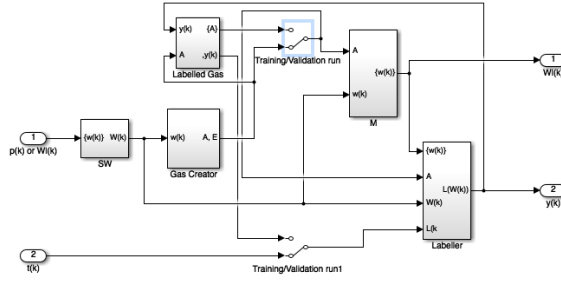 y(k)
{A}
A
,y(k)
Labelled Gas
Training/Validation run
A
{w(k)}
w(k)
M
1
Wl(k
1
p(k) or Wl(k)
{w(k)}
W(k)
SW
w(k)
A, E
Gas Creator
{w(k)}
A
L(W(k))
W(k)
L(k
Labeller
2
y(k)
2
t(k)
Training/Validation run1